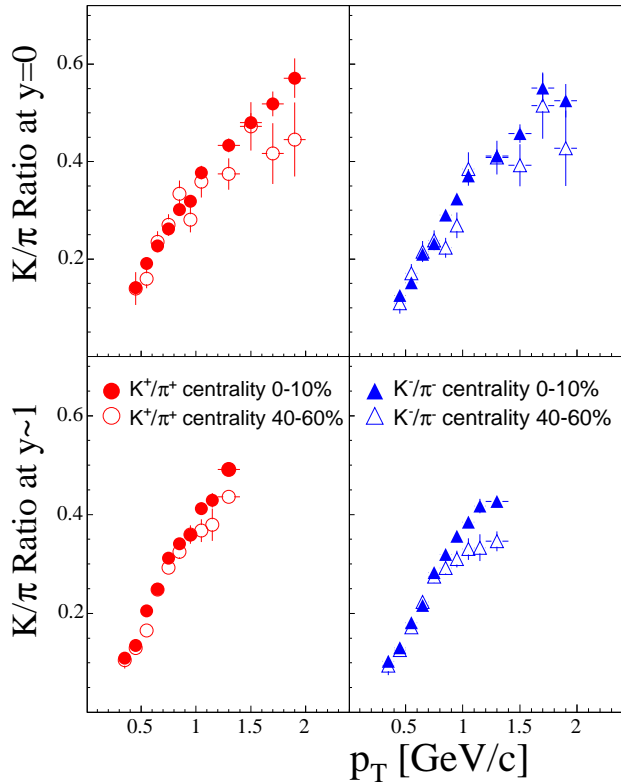 K/π Ratio at y=0
0.6
0.4
0.2
K/π Ratio at y~1
K⁺/π⁺ centrality 0-10%
K⁺/π⁺ centrality 40-60%
K⁻/π⁻ centrality 0-10%
K⁻/π⁻ centrality 40-60%
0.6
0.4
0.2
0.5 1 1.5 2 0.5 1 1.5 2
p_T [GeV/c]